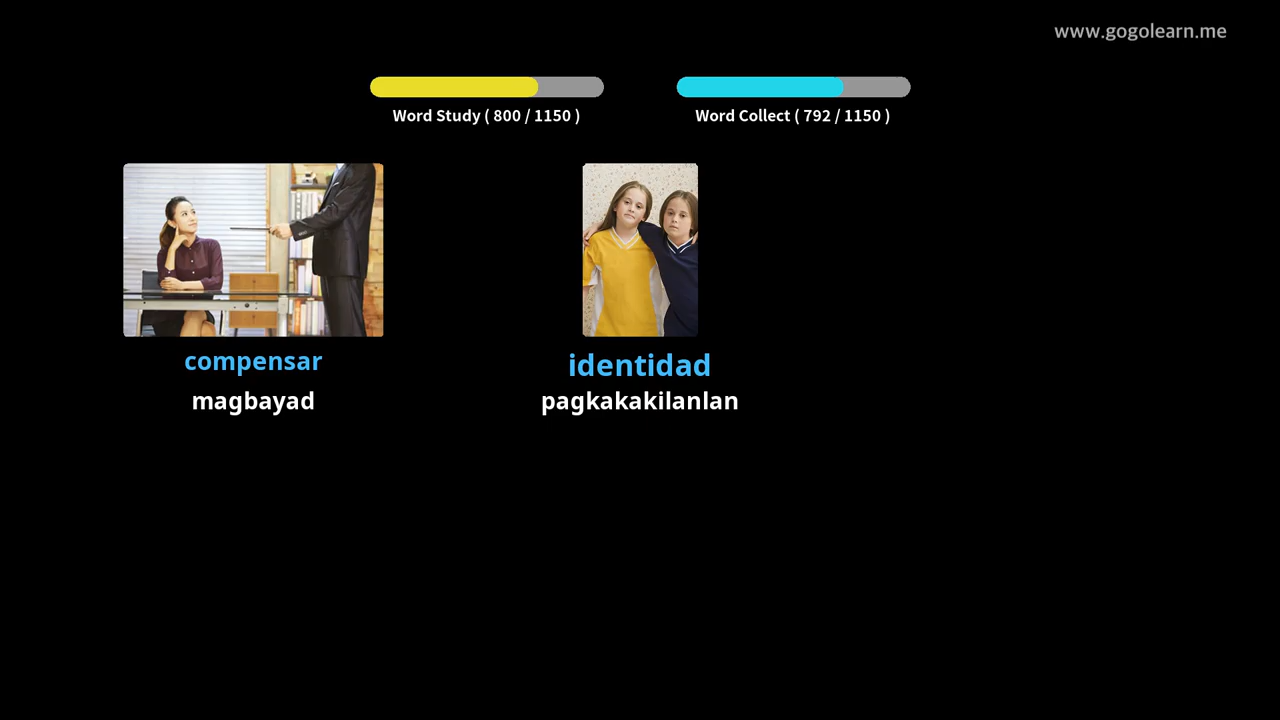 www.gogolearn.me
Word Study ( 800 / 1150 )
Word Collect ( 792 / 1150 )
compensar
magbayad
identidad
pagkakakilanlan